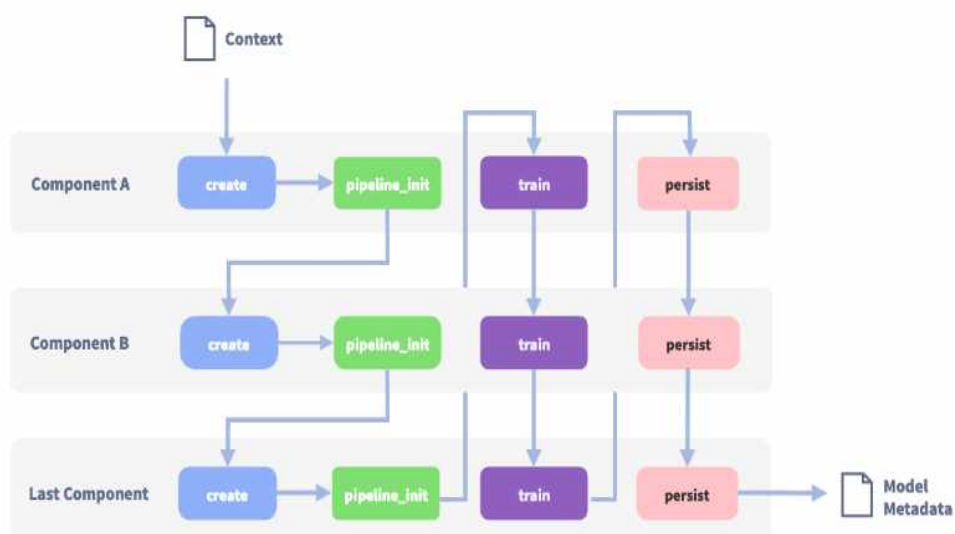 Context
Component A
create
pipeline_init
train
persist
Component B
create
pipeline_init
train
persist
Last Component
create
pipeline_init
train
persist
Model
Metadata